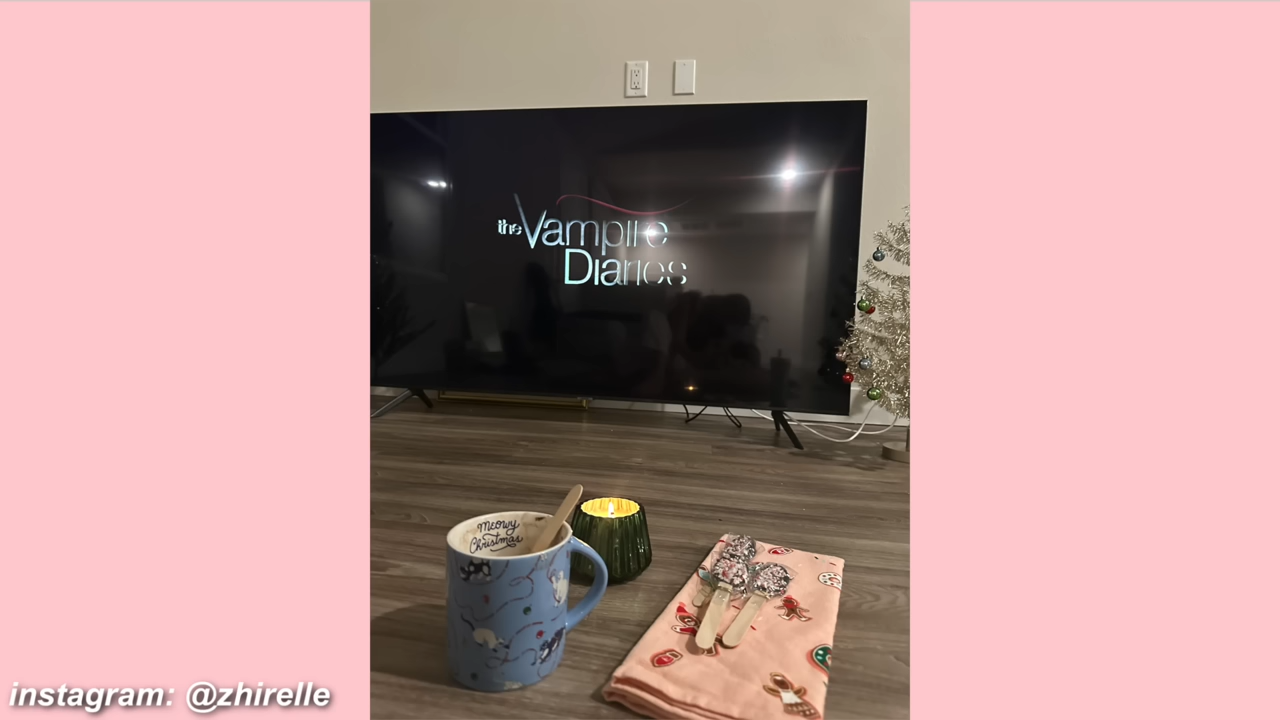 the Vampire
Diaries
Meowy
Christmas
instagram: @zhirelle